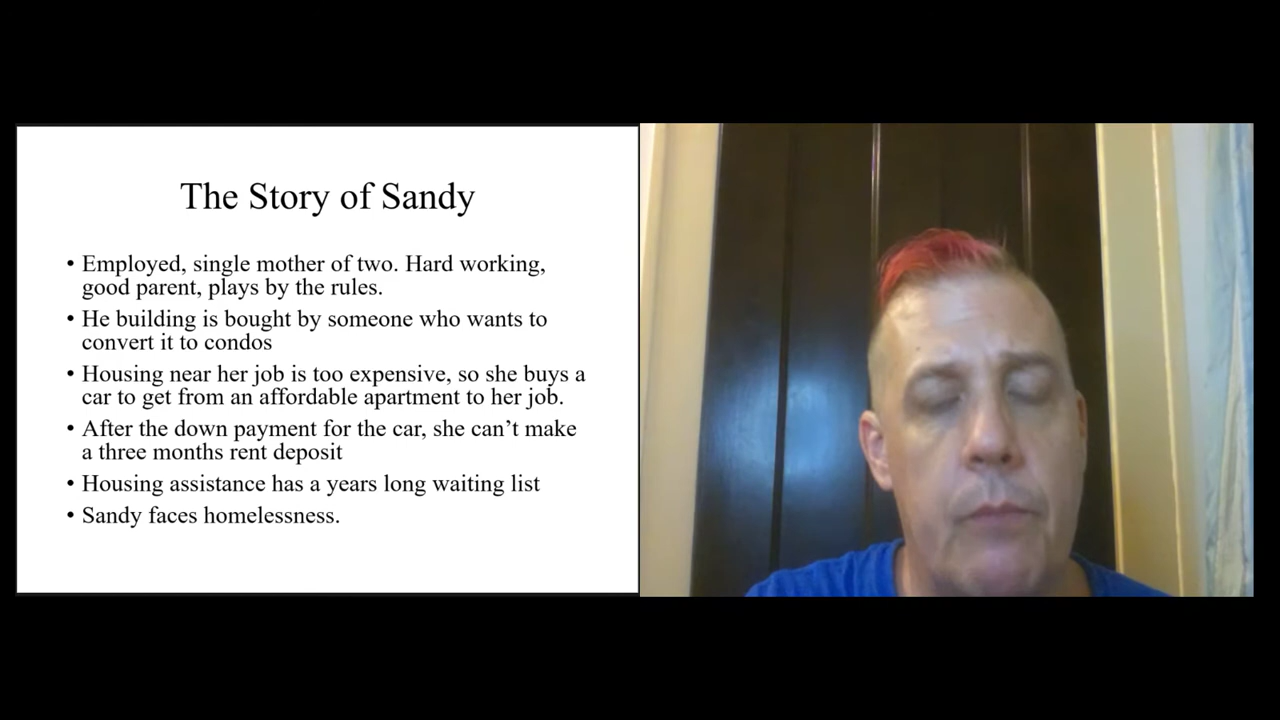 The Story of Sandy
• Employed, single mother of two. Hard working,
good parent, plays by the rules.
• He building is bought by someone who wants to
convert it to condos
• Housing near her job is too expensive, so she buys a
car to get from an affordable apartment to her job.
• After the down payment for the car, she can’t make
a three months rent deposit
• Housing assistance has a years long waiting list
• Sandy faces homelessness.